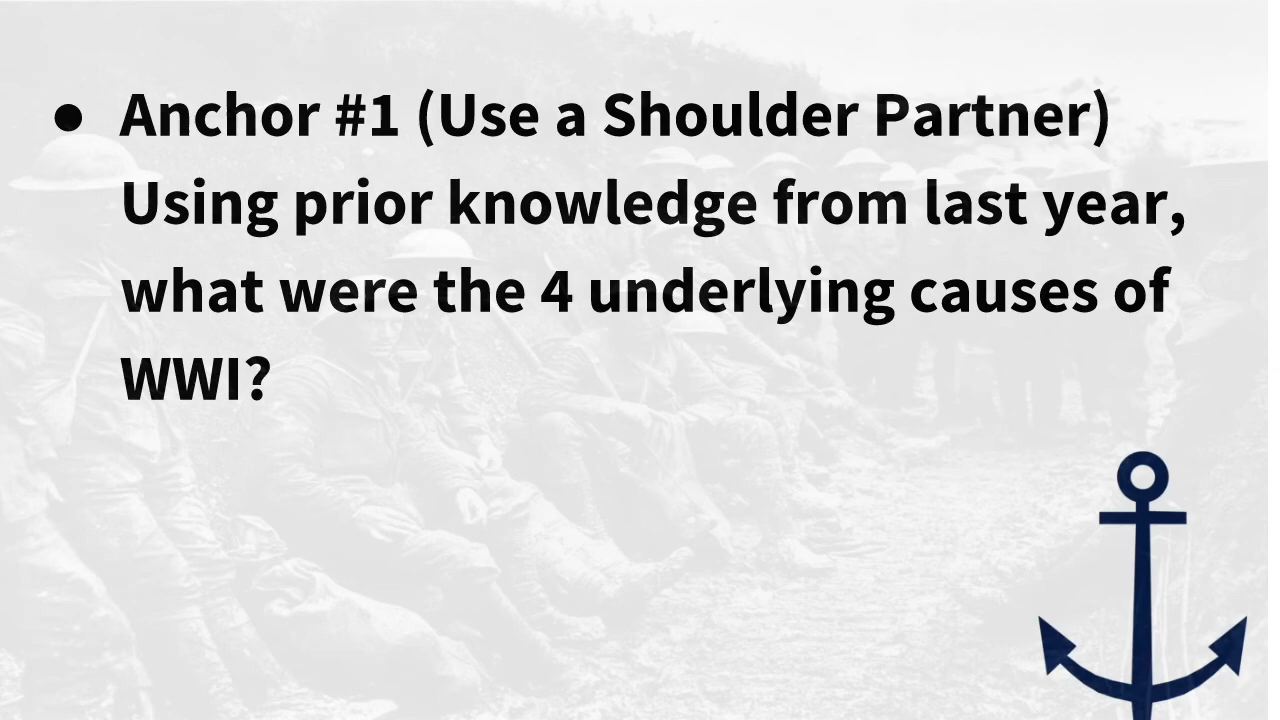 ● Anchor #1 (Use a Shoulder Partner)
Using prior knowledge from last year,
what were the 4 underlying causes of
WWI?